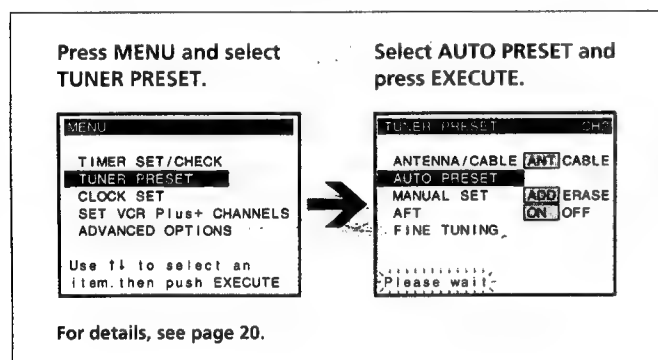 Press MENU and select
TUNER PRESET.
MENU
TIMER SET/CHECK
TUNER PRESET
CLOCK SET
SET VCR Plus+ CHANNELS
ADVANCED OPTIONS
Use ↑↓ to select an
item.then push EXECUTE
Select AUTO PRESET and
press EXECUTE.
TUNER PRESET CH2
ANTENNA/CABLE ANT CABLE
AUTO PRESET
MANUAL SET ADD ERASE
AFT ON OFF
FINE TUNING
Please wait
For details, see page 20.